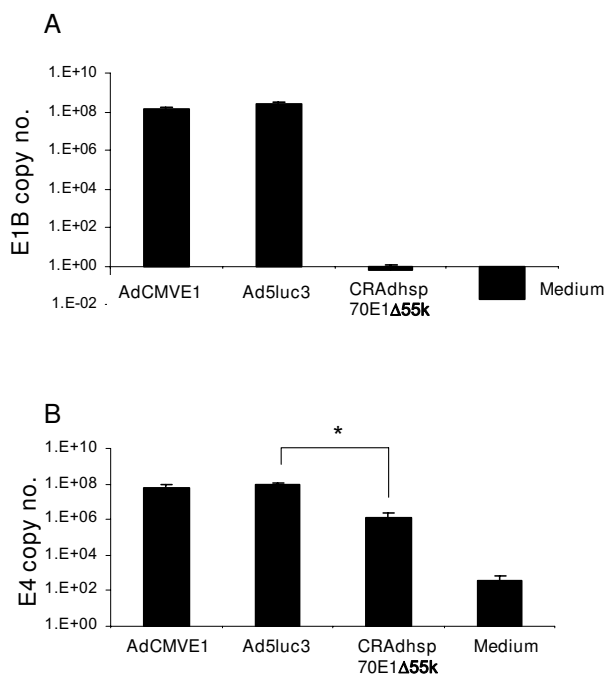 A
E1B copy no.
1.E+10
1.E+08
1.E+06
1.E+04
1.E+02
1.E+00
1.E-02
AdCMVE1
Ad5luc3
CRAdhsp
70E1Δ55k
Medium
B
E4 copy no.
1.E+10
1.E+08
1.E+06
1.E+04
1.E+02
1.E+00
*
AdCMVE1
Ad5luc3
CRAdhsp
70E1Δ55k
Medium